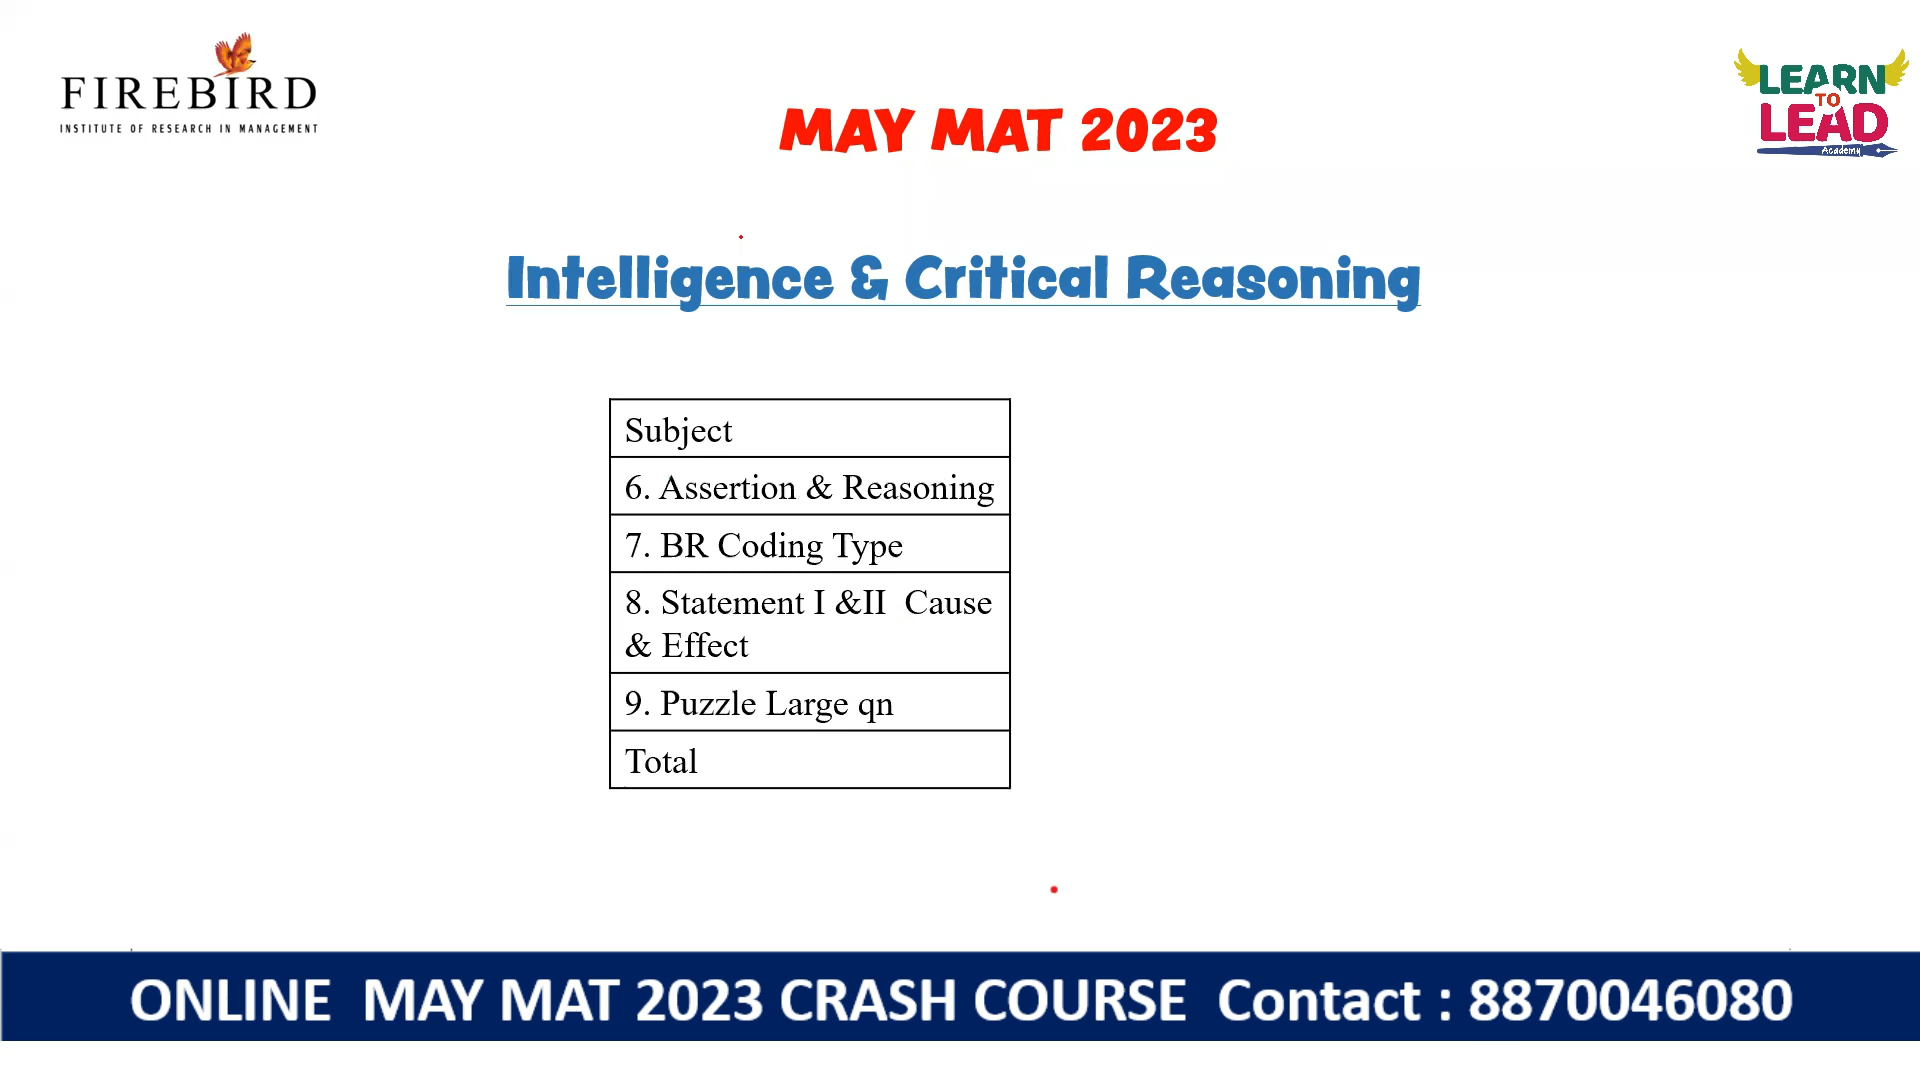 FIREBIRD
INSTITUTE OF RESEARCH IN MANAGEMENT
LEARN
TO
LEAD
Academy
MAY MAT 2023
Intelligence & Critical Reasoning
Subject
6. Assertion & Reasoning
7. BR Coding Type
8. Statement I &II  Cause
& Effect
9. Puzzle Large qn
Total
ONLINE  MAY MAT 2023 CRASH COURSE  Contact : 8870046080